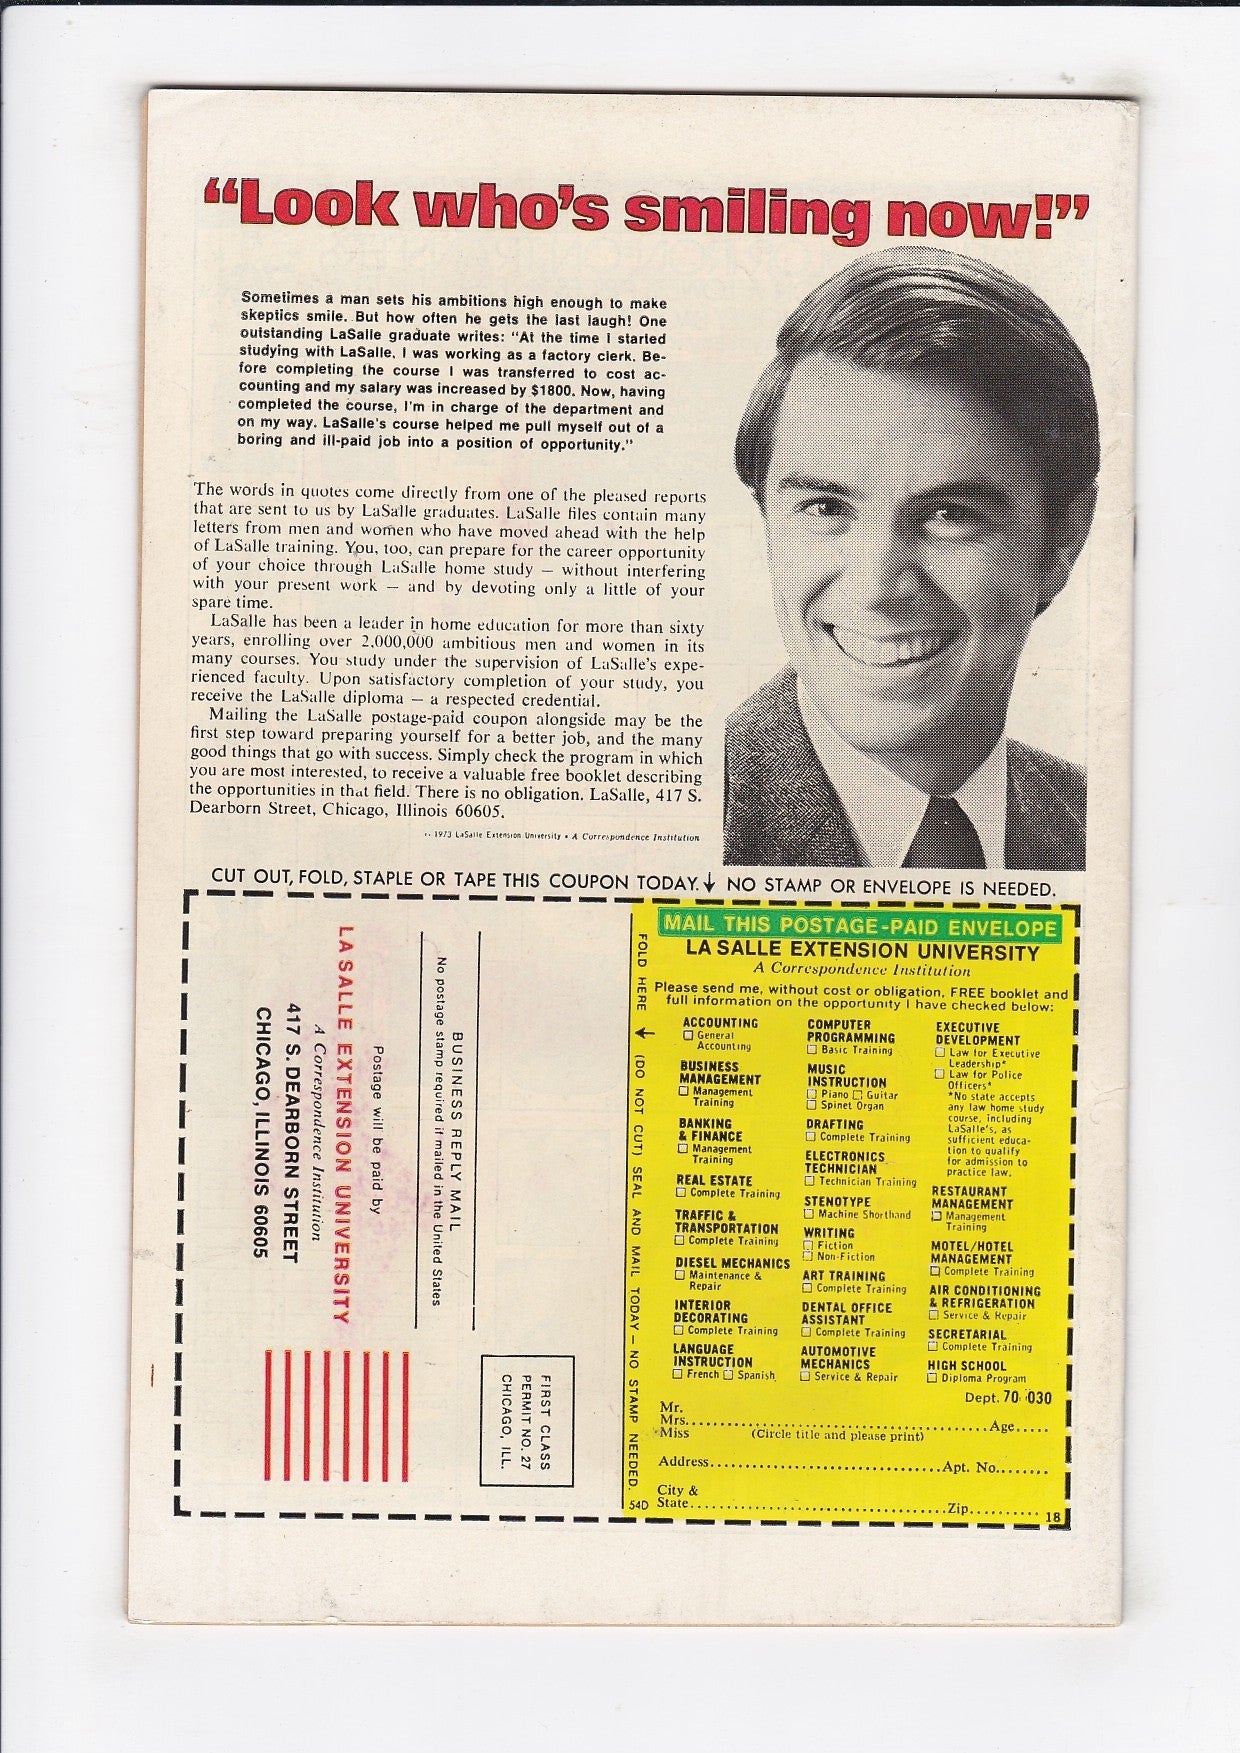 “Look who's smiling now!”
Sometimes a man sets his ambitions high enough to make
skeptics smile. But how often he gets the last laugh! One
outstanding LaSalle graduate writes: “At the time I started
studying with LaSalle, I was working as a factory clerk. Be-
fore completing the course I was transferred to cost ac-
counting and my salary was increased by $1800. Now, having
completed the course, I'm in charge of the department and
on my way. LaSalle's course helped me pull myself out of a
boring and ill-paid job into a position of opportunity.”
The words in quotes come directly from one of the pleased reports
that are sent to us by LaSalle graduates. LaSalle files contain many
letters from men and women who have moved ahead with the help
of LaSalle training. You, too, can prepare for the career opportunity
of your choice through LaSalle home study — without interfering
with your present work — and by devoting only a little of your
spare time.
LaSalle has been a leader in home education for more than sixty
years, enrolling over 2,000,000 ambitious men and women in its
many courses. You study under the supervision of LaSalle's expe-
rienced faculty. Upon satisfactory completion of your study, you
receive the LaSalle diploma — a respected credential.
Mailing the LaSalle postage-paid coupon alongside may be the
first step toward preparing yourself for a better job, and the many
good things that go with success. Simply check the program in which
you are most interested, to receive a valuable free booklet describing
the opportunities in that field. There is no obligation. LaSalle, 417 S.
Dearborn Street, Chicago, Illinois 60605.
1973 LaSalle Extension University • A Correspondence Institution
CUT OUT, FOLD, STAPLE OR TAPE THIS COUPON TODAY. ↓ NO STAMP OR ENVELOPE IS NEEDED.
FIRST CLASS
PERMIT NO. 27
CHICAGO, ILL.
BUSINESS REPLY MAIL
No postage stamp required if mailed in the United States
Postage will be paid by
LA SALLE EXTENSION UNIVERSITY
A Correspondence Institution
417 S. DEARBORN STREET
CHICAGO, ILLINOIS 60605
FOLD HERE ← (DO NOT CUT) SEAL AND MAIL TODAY — NO STAMP NEEDED.
54D
MAIL THIS POSTAGE-PAID ENVELOPE
LA SALLE EXTENSION UNIVERSITY
A Correspondence Institution
Please send me, without cost or obligation, FREE booklet and
full information on the opportunity I have checked below:
ACCOUNTING
☐ General
Accounting
BUSINESS
MANAGEMENT
☐ Management
Training
BANKING
& FINANCE
☐ Management
Training
REAL ESTATE
☐ Complete Training
TRAFFIC &
TRANSPORTATION
☐ Complete Training
DIESEL MECHANICS
☐ Maintenance &
Repair
INTERIOR
DECORATING
☐ Complete Training
LANGUAGE
INSTRUCTION
☐ French ☐ Spanish
COMPUTER
PROGRAMMING
☐ Basic Training
MUSIC
INSTRUCTION
☐ Piano ☐ Guitar
☐ Spinet Organ
DRAFTING
☐ Complete Training
ELECTRONICS
TECHNICIAN
☐ Technician Training
STENOTYPE
☐ Machine Shorthand
WRITING
☐ Fiction
☐ Non-Fiction
ART TRAINING
☐ Complete Training
DENTAL OFFICE
ASSISTANT
☐ Complete Training
AUTOMOTIVE
MECHANICS
☐ Service & Repair
EXECUTIVE
DEVELOPMENT
☐ Law for Executive
Leadership*
☐ Law for Police
Officers*
*No state accepts
any law home study
course, including
LaSalle's, as
sufficient educa-
tion to qualify
for admission to
practice law.
RESTAURANT
MANAGEMENT
☐ Management
Training
MOTEL/HOTEL
MANAGEMENT
☐ Complete Training
AIR CONDITIONING
& REFRIGERATION
☐ Service & Repair
SECRETARIAL
☐ Complete Training
HIGH SCHOOL
☐ Diploma Program
Dept. 70-030
Mr.
Mrs. .......... Age .....
Miss (Circle title and please print)
Address .......... Apt. No. ........
City &
State .......... Zip ..........
18